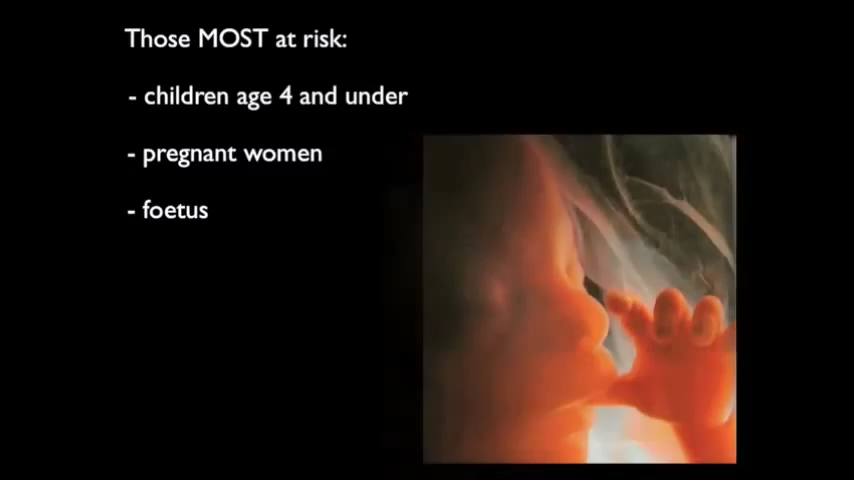 Those MOST at risk:
- children age 4 and under
- pregnant women
- foetus